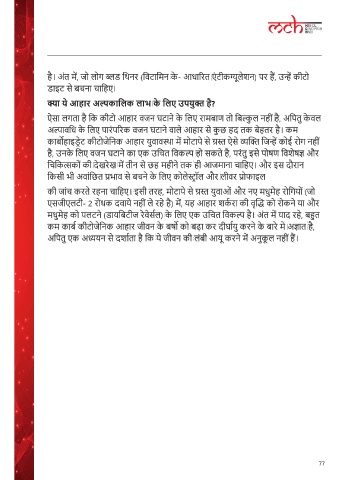 mch
है। अंत में, जो लोग ब्लड थिनर (विटामिन के- आधारित एंटीकग्यूलेशन) पर हैं, उन्हें कीटो
डाइट से बचना चाहिए।
क्या ये आहार अल्पकालिक लाभ के लिए उपयुक्त है?
ऐसा लगता है कि कीटो आहार वजन घटाने के लिए रामबाण तो बिल्कुल नहीं है, अपितु केवल
अल्पावधि के लिए पारंपरिक वजन घटाने वाले आहार से कुछ हद तक बेहतर है। कम
कार्बोहाइड्रेट कीटोजेनिक आहार युवावस्था में मोटापे से ग्रस्त ऐसे व्यक्ति जिन्हें कोई रोग नहीं
है, उनके लिए वजन घटाने का एक उचित विकल्प हो सकते है, परंतु इसे पोषण विशेषज्ञ और
चिकित्सकों की देखरेख में तीन से छह महीने तक ही आजमाना चाहिए। और इस दौरान
किसी भी अवांछित प्रभाव से बचने के लिए कोलेस्ट्रॉल और लीवर प्रोफाइल
की जांच करते रहना चाहिए। इसी तरह, मोटापे से ग्रस्त युवाओं और नए मधुमेह रोगियों (जो
एसजीएलटी- 2 रोधक दवाये नहीं ले रहे है) में, यह आहार शर्करा की वृद्धि को रोकने या और
मधुमेह को पलटने (डायबिटीज रेवेर्सल) के लिए एक उचित विकल्प है। अंत में याद रहे, बहुत
कम कार्ब कीटोजेनिक आहार जीवन के बर्षों को बढ़ा कर दीर्घायु करने के बारे मे अज्ञात है,
अपितु एक अध्ययन से दर्शाता है कि ये जीवन की लंबी आयू करने में अनुकूल नहीं हैं।
77